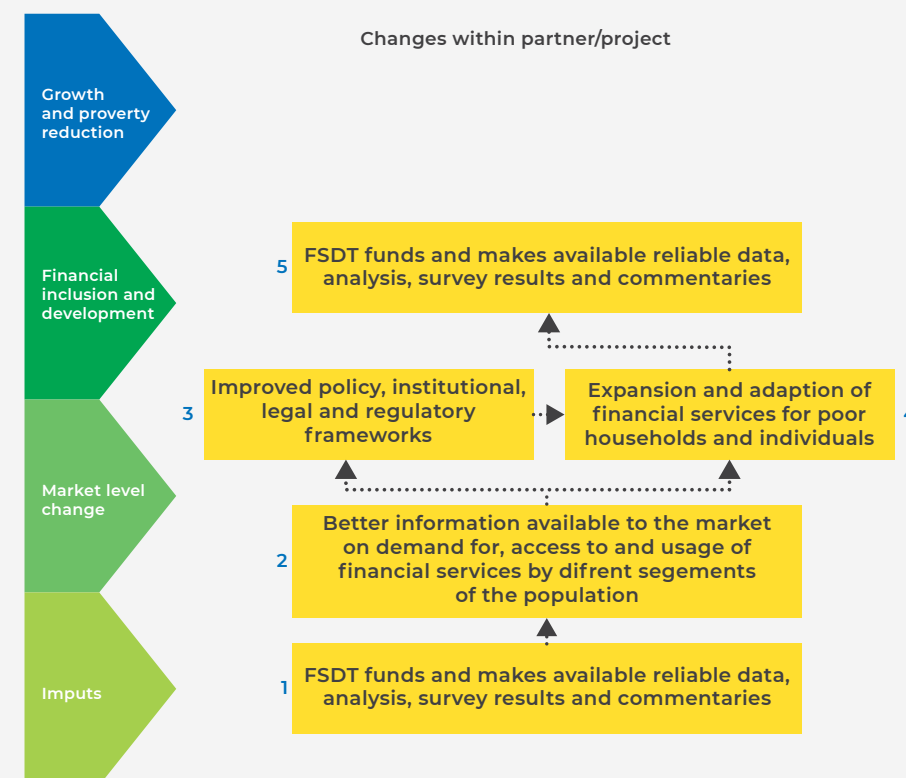 Changes within partner/project
Growth
and proverty
reduction
Financial
inclusion and
development
5
FSDT funds and makes available reliable data,
analysis, survey results and commentaries
3
Improved policy, institutional,
legal and regulatory
frameworks
Expansion and adaption of
financial services for poor
households and individuals
Market level
change
2
Better information available to the market
on demand for, access to and usage of
financial services by difrent segements
of the population
Imputs
1
FSDT funds and makes available reliable data,
analysis, survey results and commentaries